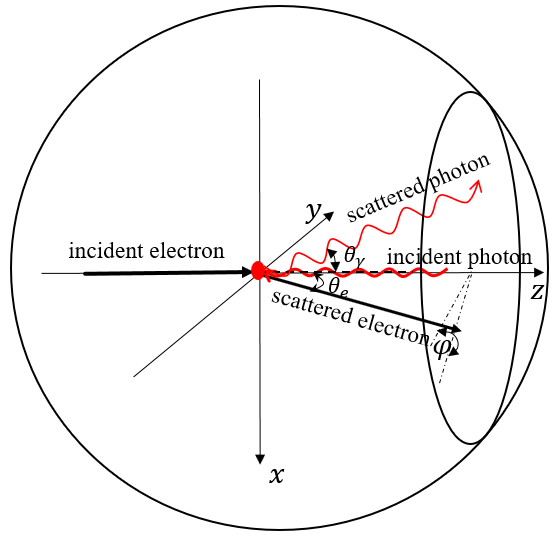 scattered photon
y
incident electron
θγ
incident photon
z
θe
scattered electron
φ
x